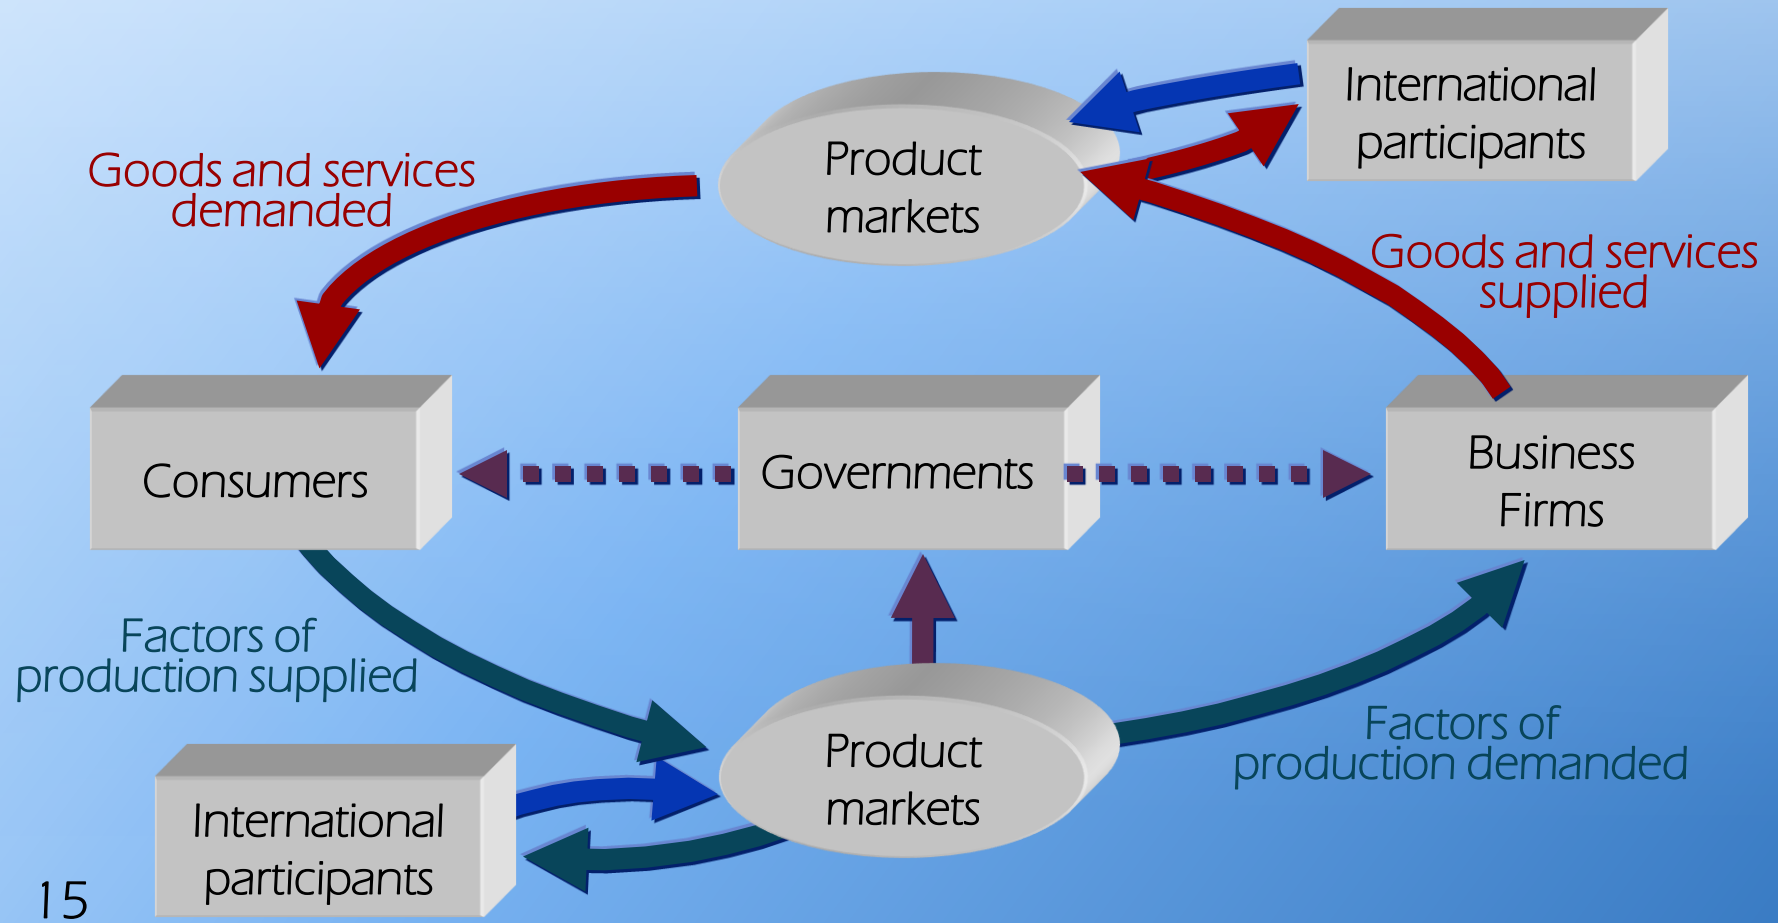 International
participants
Product
markets
Goods and services
demanded
Goods and services
supplied
Consumers
Governments
Business
Firms
Factors of
production supplied
Product
markets
Factors of
production demanded
International
participants
15